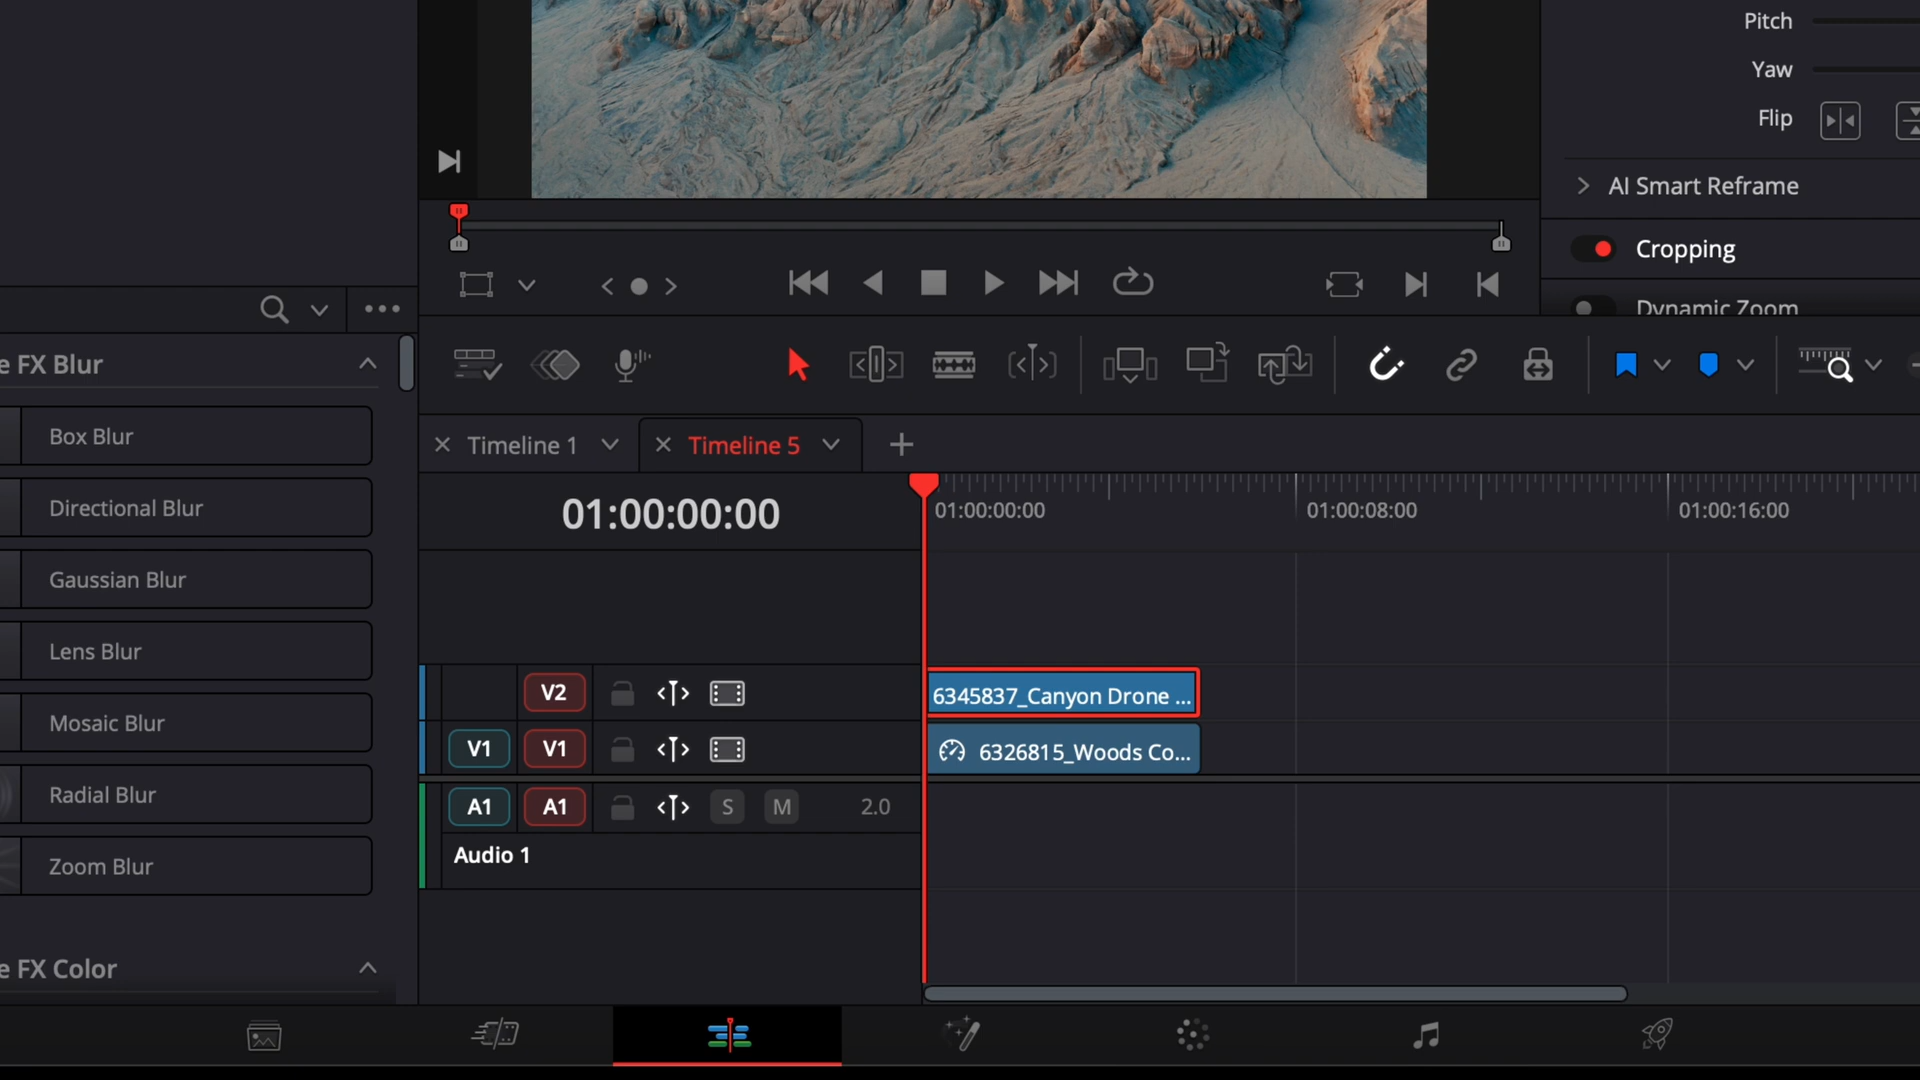 Pitch
Yaw
Flip
AI Smart Reframe
Cropping
Dynamic Zoom
e FX Blur
Box Blur
Directional Blur
Gaussian Blur
Lens Blur
Mosaic Blur
Radial Blur
Zoom Blur
e FX Color
Timeline 1
Timeline 5
01:00:00:00
01:00:00:00
01:00:08:00
01:00:16:00
V2
6345837_Canyon Drone ...
V1 V1
6326815_Woods Co...
A1 A1 S M 2.0
Audio 1